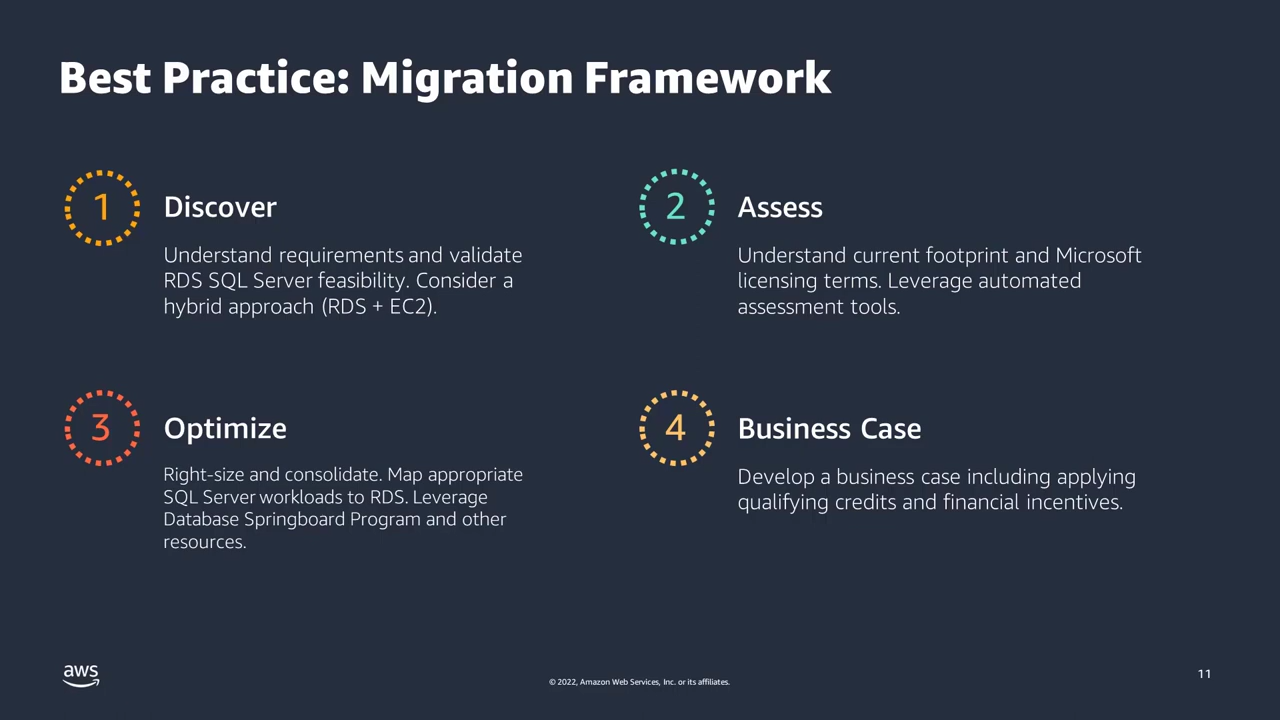 Best Practice: Migration Framework
1
Discover
Understand requirements and validate
RDS SQL Server feasibility. Consider a
hybrid approach (RDS + EC2).
2
Assess
Understand current footprint and Microsoft
licensing terms. Leverage automated
assessment tools.
3
Optimize
Right-size and consolidate. Map appropriate
SQL Server workloads to RDS. Leverage
Database Springboard Program and other
resources.
4
Business Case
Develop a business case including applying
qualifying credits and financial incentives.
aws
© 2022, Amazon Web Services, Inc. or its affiliates.
11